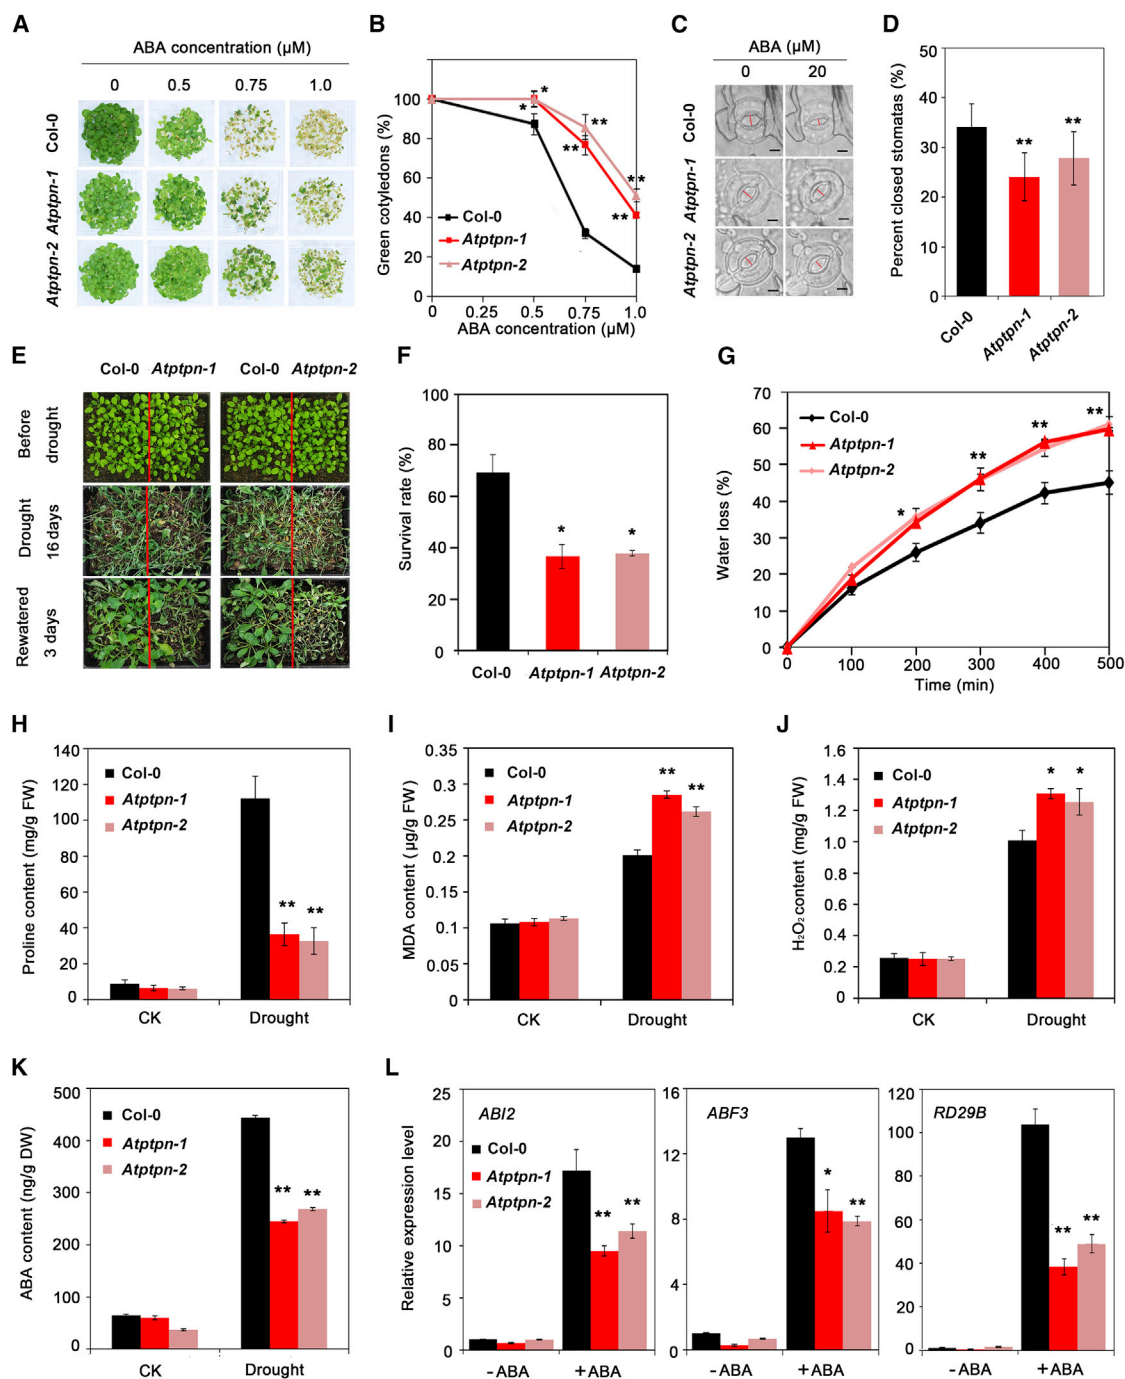 A
ABA concentration (µM)
0 0.5 0.75 1.0
Col-0
Atptpn-1
Atptpn-2
B
Green cotyledons (%)
100
80
60
40
20
0
* *
** **
** **
Col-0
Atptpn-1
Atptpn-2
0 0.25 0.5 0.75 1.0
ABA concentration (µM)
C
ABA (µM)
0 20
Col-0
Atptpn-1
Atptpn-2
D
Percent closed stomatas (%)
50
40
30
20
10
0
** **
Col-0 Atptpn-1 Atptpn-2
E
Col-0 Atptpn-1 Col-0 Atptpn-2
Before
drought
Drought
16 days
Rewatered
3 days
F
Survival rate (%)
100
80
60
40
20
0
* *
Col-0 Atptpn-1 Atptpn-2
G
Water loss (%)
70
60
50
40
30
20
10
0
Col-0
Atptpn-1
Atptpn-2
* ** ** **
0 100 200 300 400 500
Time (min)
H
Proline content (mg/g FW)
140
120
100
80
60
40
20
0
Col-0
Atptpn-1
Atptpn-2
** **
CK Drought
I
MDA content (µg/g FW)
0.35
0.3
0.25
0.2
0.15
0.1
0.05
0
Col-0
Atptpn-1
Atptpn-2
** **
CK Drought
J
H₂O₂ content (mg/g FW)
1.6
1.4
1.2
1.0
0.8
0.6
0.4
0.2
0
Col-0
Atptpn-1
Atptpn-2
* *
CK Drought
K
ABA content (ng/g DW)
500
400
300
200
100
0
Col-0
Atptpn-1
Atptpn-2
** **
CK Drought
L
Relative expression level
25
20
15
10
5
0
ABI2
Col-0
Atptpn-1
Atptpn-2
** **
-ABA +ABA
16
12
8
4
0
ABF3
* **
-ABA +ABA
120
100
80
60
40
20
0
RD29B
** **
-ABA +ABA